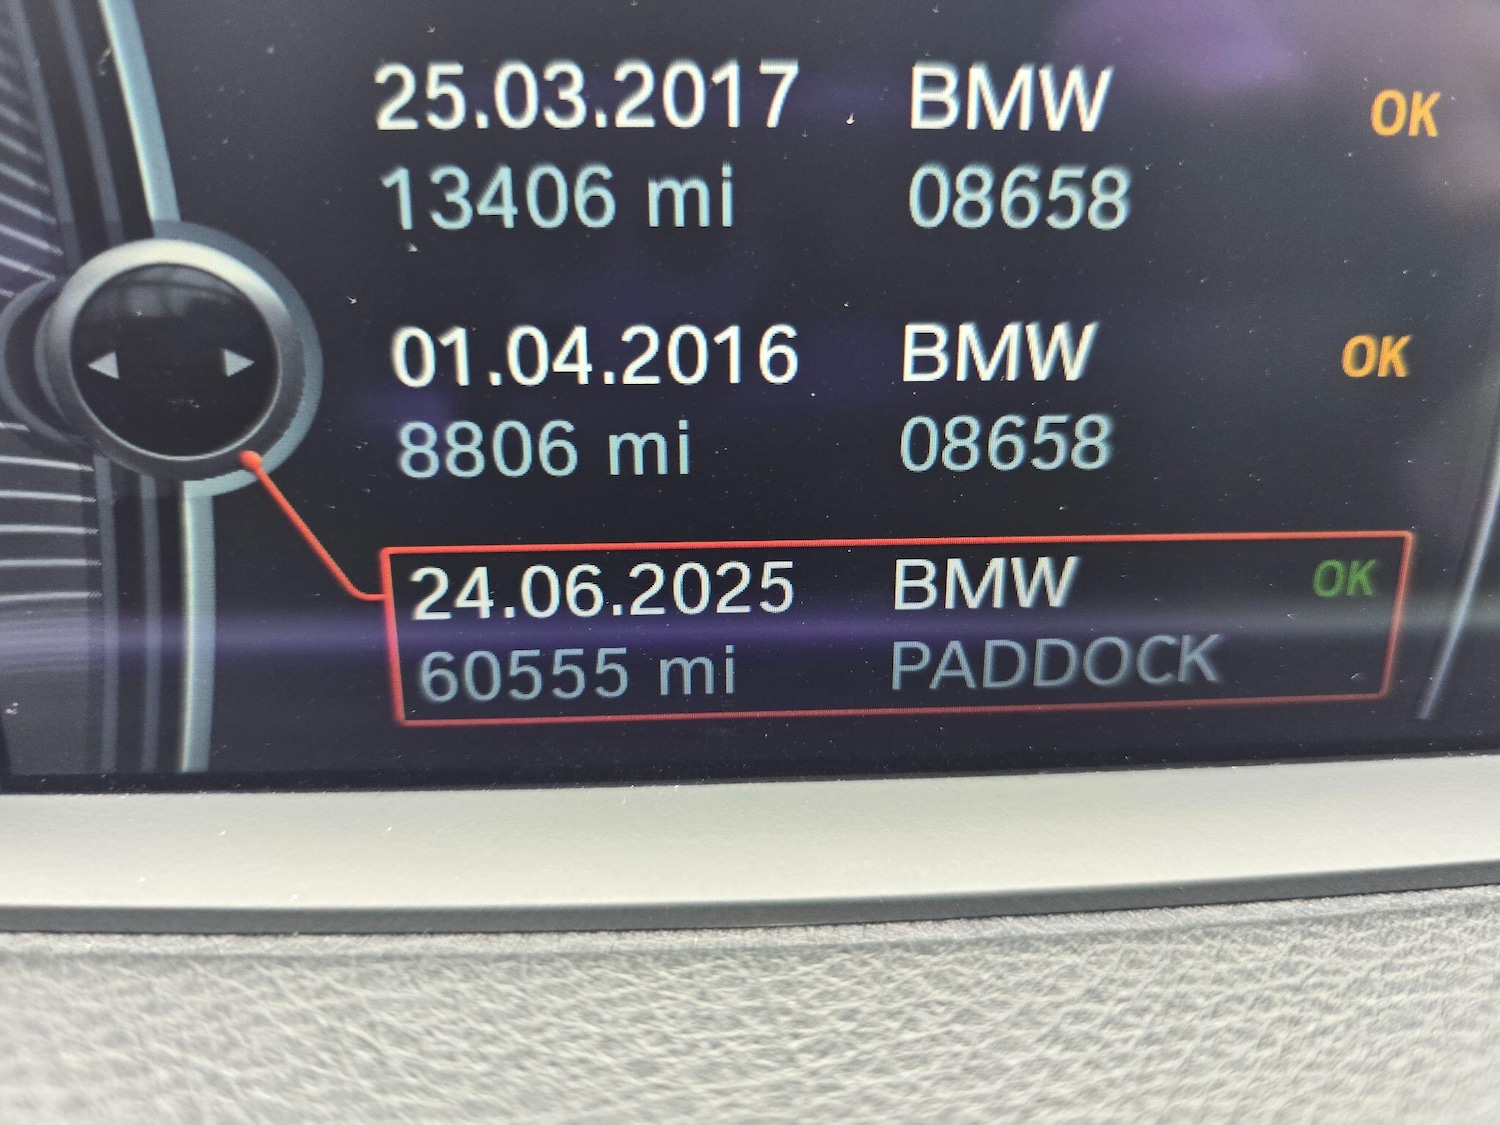 25.03.2017 BMW OK
13406 mi 08658
01.04.2016 BMW OK
8806 mi 08658
24.06.2025 BMW OK
60555 mi PADDOCK